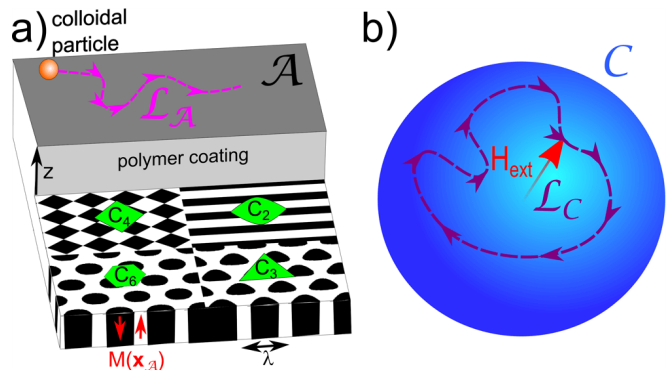 a)
colloidal
particle
𝒜
ℒ𝒜
polymer coating
z
C4
C2
C6
C3
M(x𝒜)
λ
b)
C
Hext
ℒC